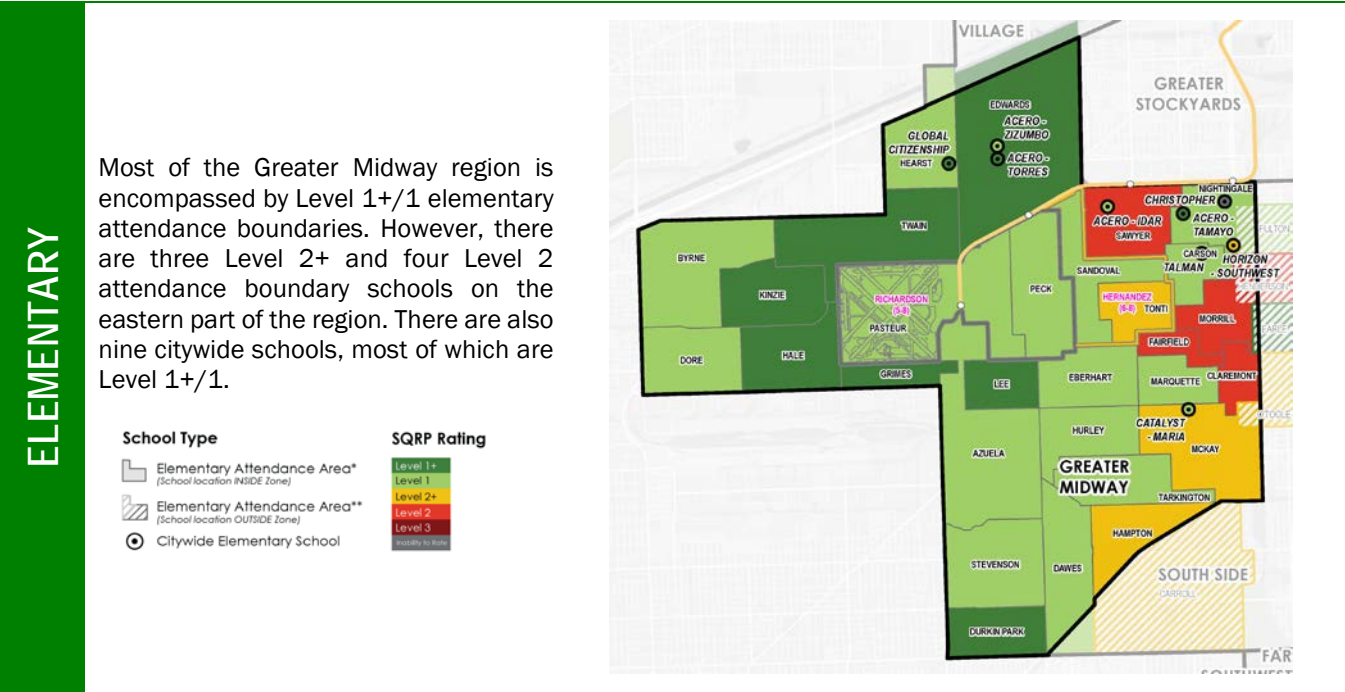 ELEMENTARY
Most of the Greater Midway region is
encompassed by Level 1+/1 elementary
attendance boundaries. However, there
are three Level 2+ and four Level 2
attendance boundary schools on the
eastern part of the region. There are also
nine citywide schools, most of which are
Level 1+/1.
School Type
Elementary Attendance Area*
(School location INSIDE Zone)
Elementary Attendance Area**
(School location OUTSIDE Zone)
Citywide Elementary School
SQRP Rating
Level 1+
Level 1
Level 2+
Level 2
Level 3
Inability to Rate
VILLAGE
GREATER
STOCKYARDS
EDWARDS
ACERO -
ZIZUMBO
ACERO -
TORRES
GLOBAL
CITIZENSHIP
HEARST
NIGHTINGALE
CHRISTOPHER
ACERO -
TAMAYO
ACERO - IDAR
SAWYER
TWAIN
FULTON
BYRNE
CARSON
TALMAN
HORIZON
- SOUTHWEST
SANDOVAL
HENDERSON
KINZIE
PECK
RICHARDSON
(5-8)
PASTEUR
HERNANDEZ
(6-8)
TONTI
MORRILL
EARLE
FAIRFIELD
DORE
HALE
GRIMES
LEE
EBERHART
MARQUETTE
CLAREMONT
O'TOOLE
CATALYST
- MARIA
HURLEY
MCKAY
AZUELA
GREATER
MIDWAY
TARKINGTON
HAMPTON
STEVENSON
DAWES
SOUTH SIDE
CARROLL
DURKIN PARK
FAR
SOUTHWEST